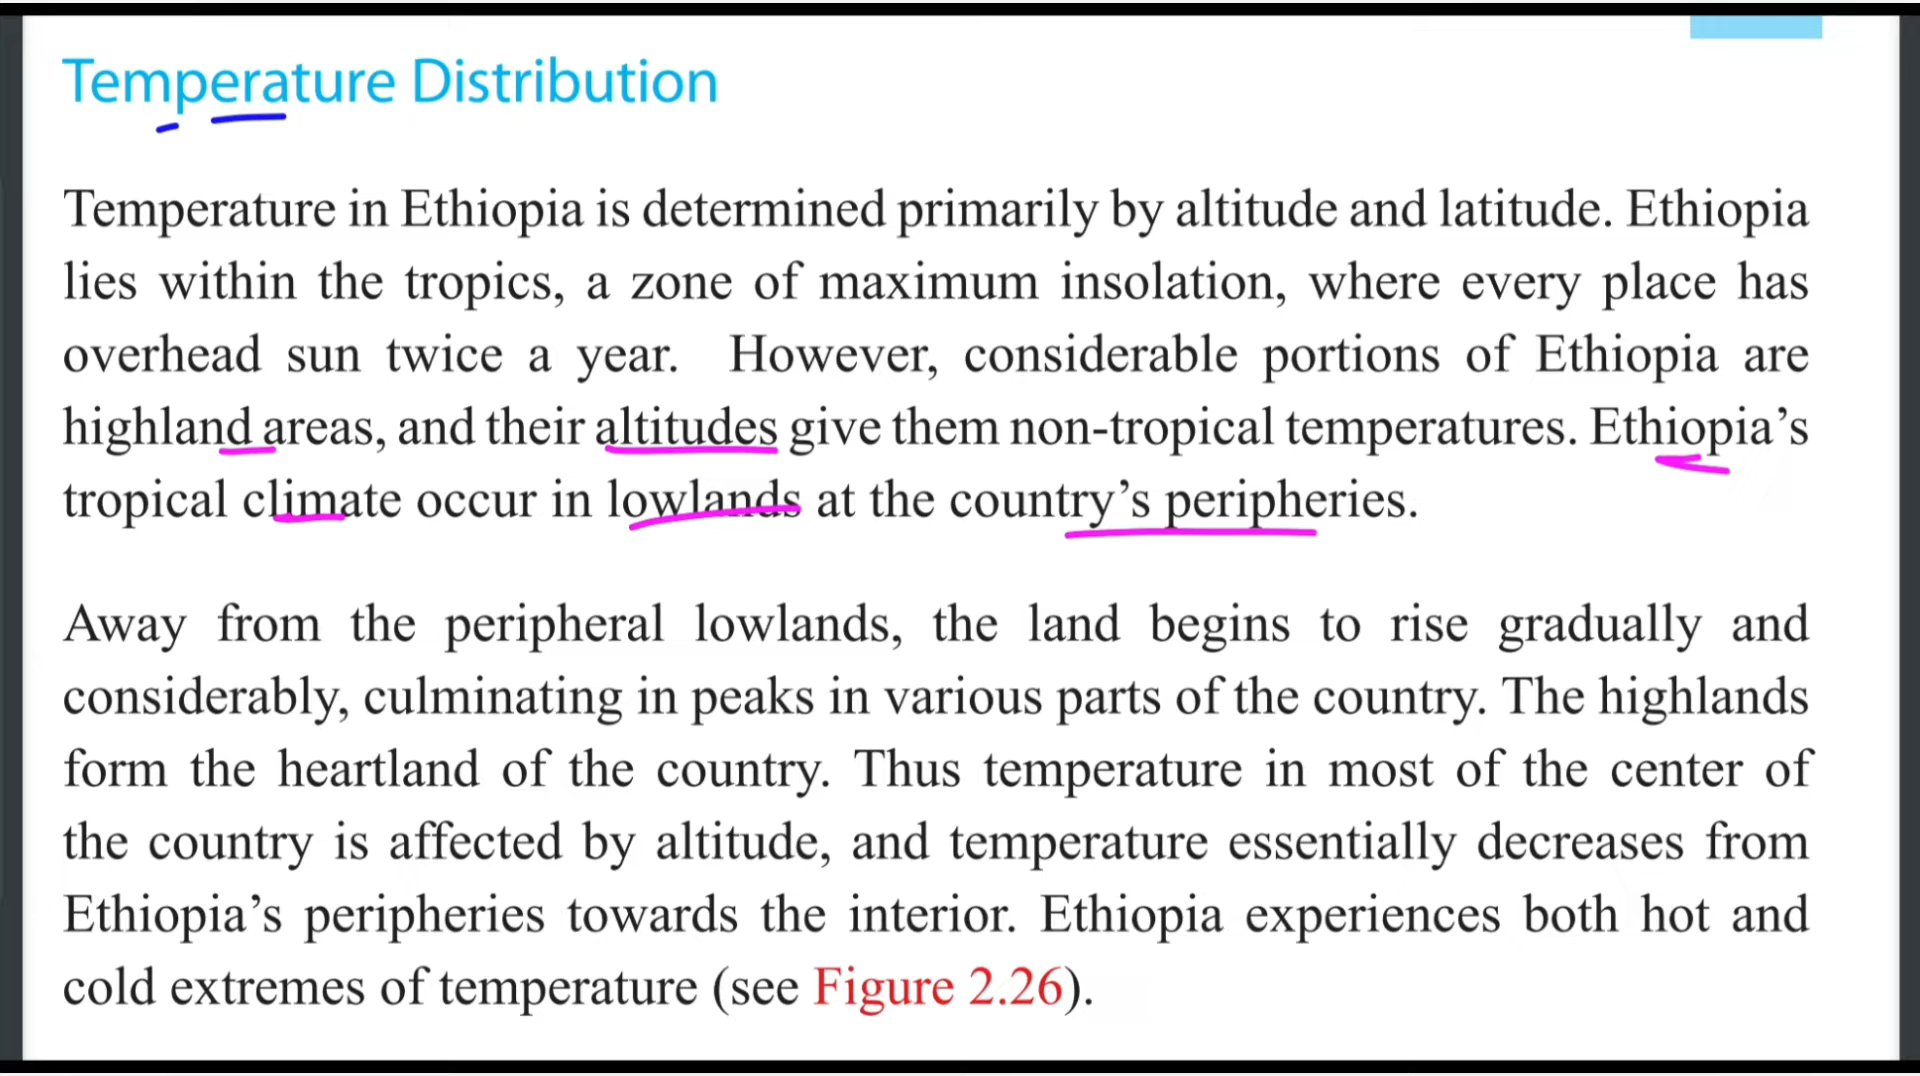 Temperature Distribution
Temperature in Ethiopia is determined primarily by altitude and latitude. Ethiopia
lies within the tropics, a zone of maximum insolation, where every place has
overhead sun twice a year. However, considerable portions of Ethiopia are
highland areas, and their altitudes give them non-tropical temperatures. Ethiopia’s
tropical climate occur in lowlands at the country’s peripheries.
Away from the peripheral lowlands, the land begins to rise gradually and
considerably, culminating in peaks in various parts of the country. The highlands
form the heartland of the country. Thus temperature in most of the center of
the country is affected by altitude, and temperature essentially decreases from
Ethiopia’s peripheries towards the interior. Ethiopia experiences both hot and
cold extremes of temperature (see Figure 2.26).